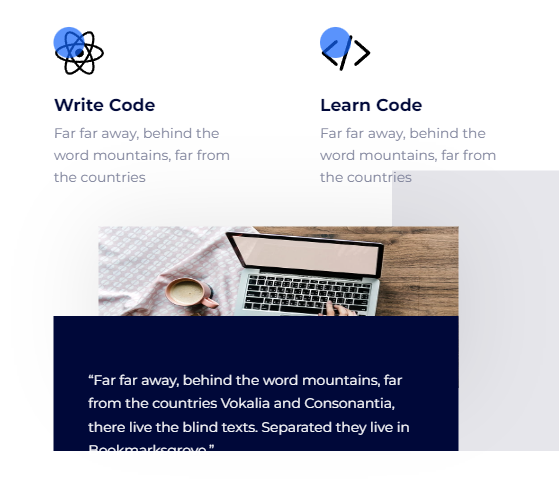 Write Code
Far far away, behind the
word mountains, far from
the countries
Learn Code
Far far away, behind the
word mountains, far from
the countries
“Far far away, behind the word mountains, far
from the countries Vokalia and Consonantia,
there live the blind texts. Separated they live in
Bookmarksgrove.”